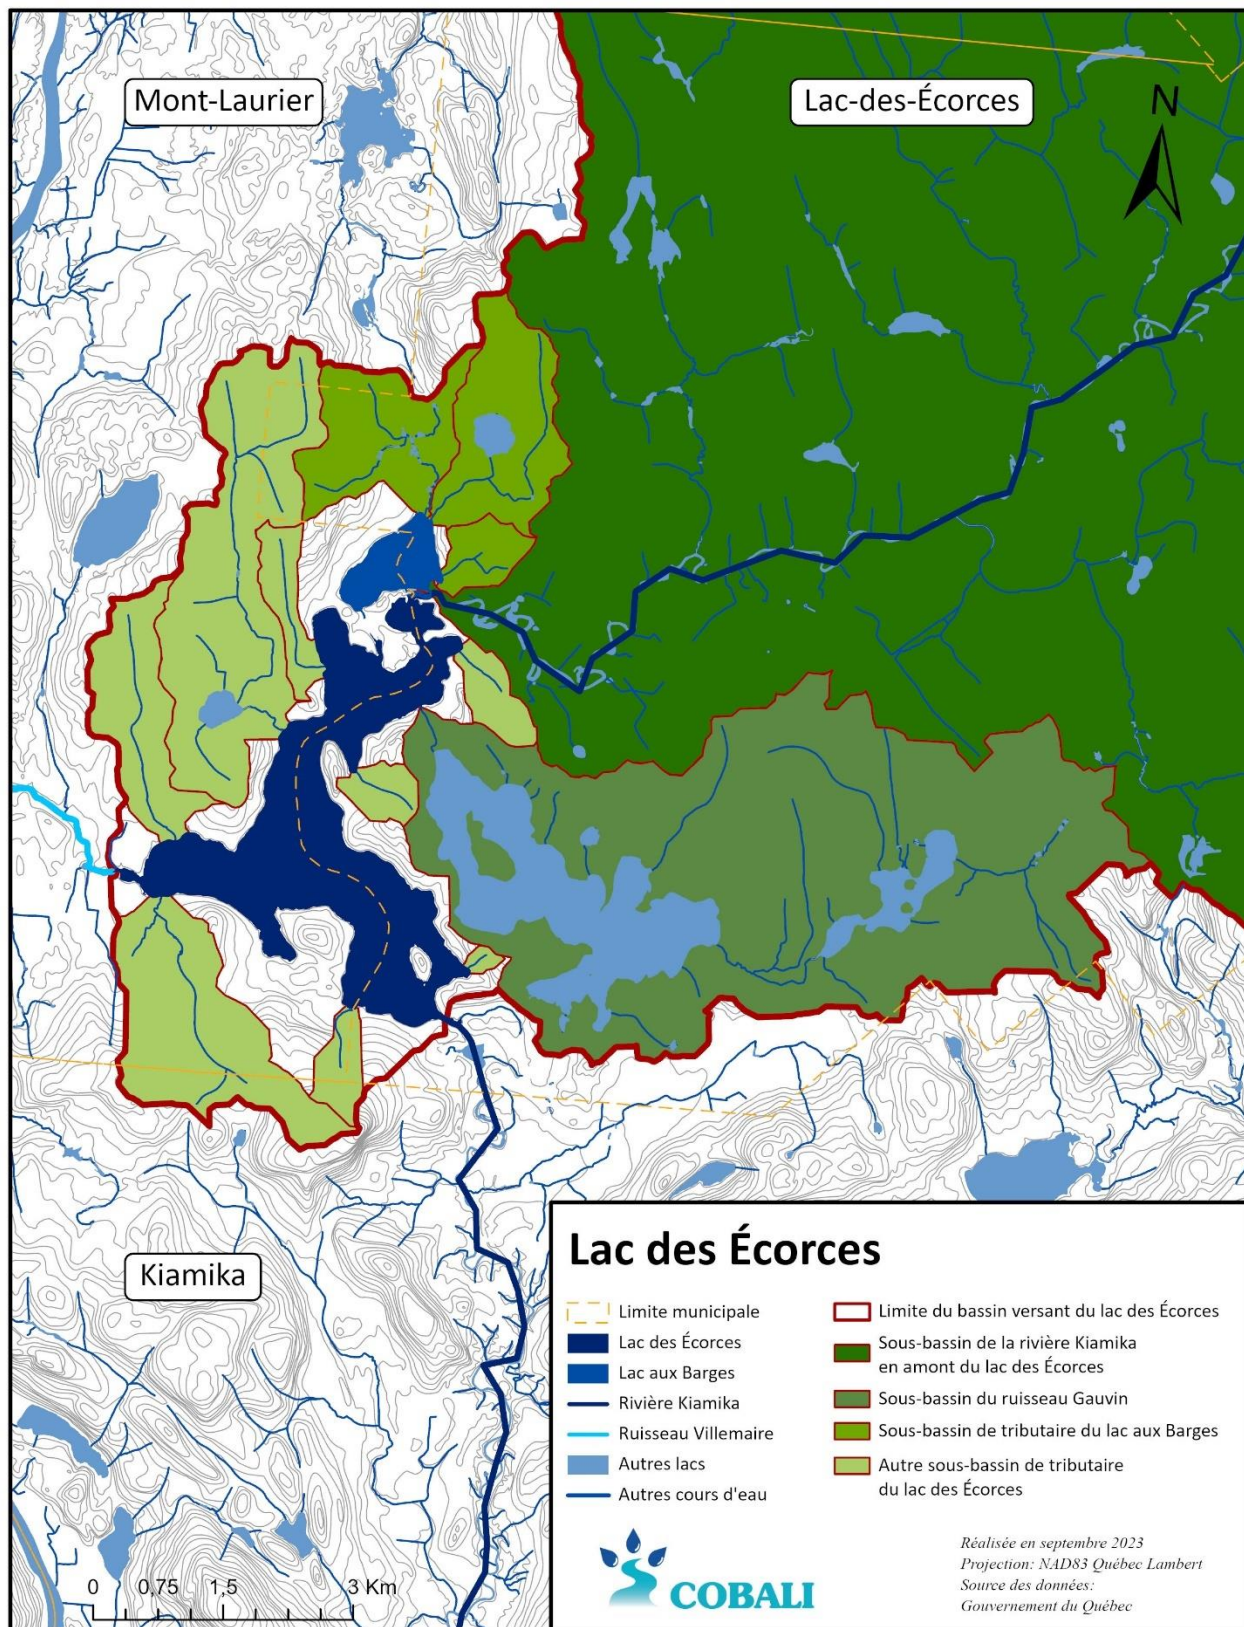 Mont-Laurier
Lac-des-Écorces
N
Kiamika
Lac des Écorces
Limite municipale
Lac des Écorces
Lac aux Barges
Rivière Kiamika
Ruisseau Villemaire
Autres lacs
Autres cours d'eau
Limite du bassin versant du lac des Écorces
Sous-bassin de la rivière Kiamika
en amont du lac des Écorces
Sous-bassin du ruisseau Gauvin
Sous-bassin de tributaire du lac aux Barges
Autre sous-bassin de tributaire
du lac des Écorces
0 0,75 1,5 3 Km
COBALI
Réalisée en septembre 2023
Projection: NAD83 Québec Lambert
Source des données:
Gouvernement du Québec